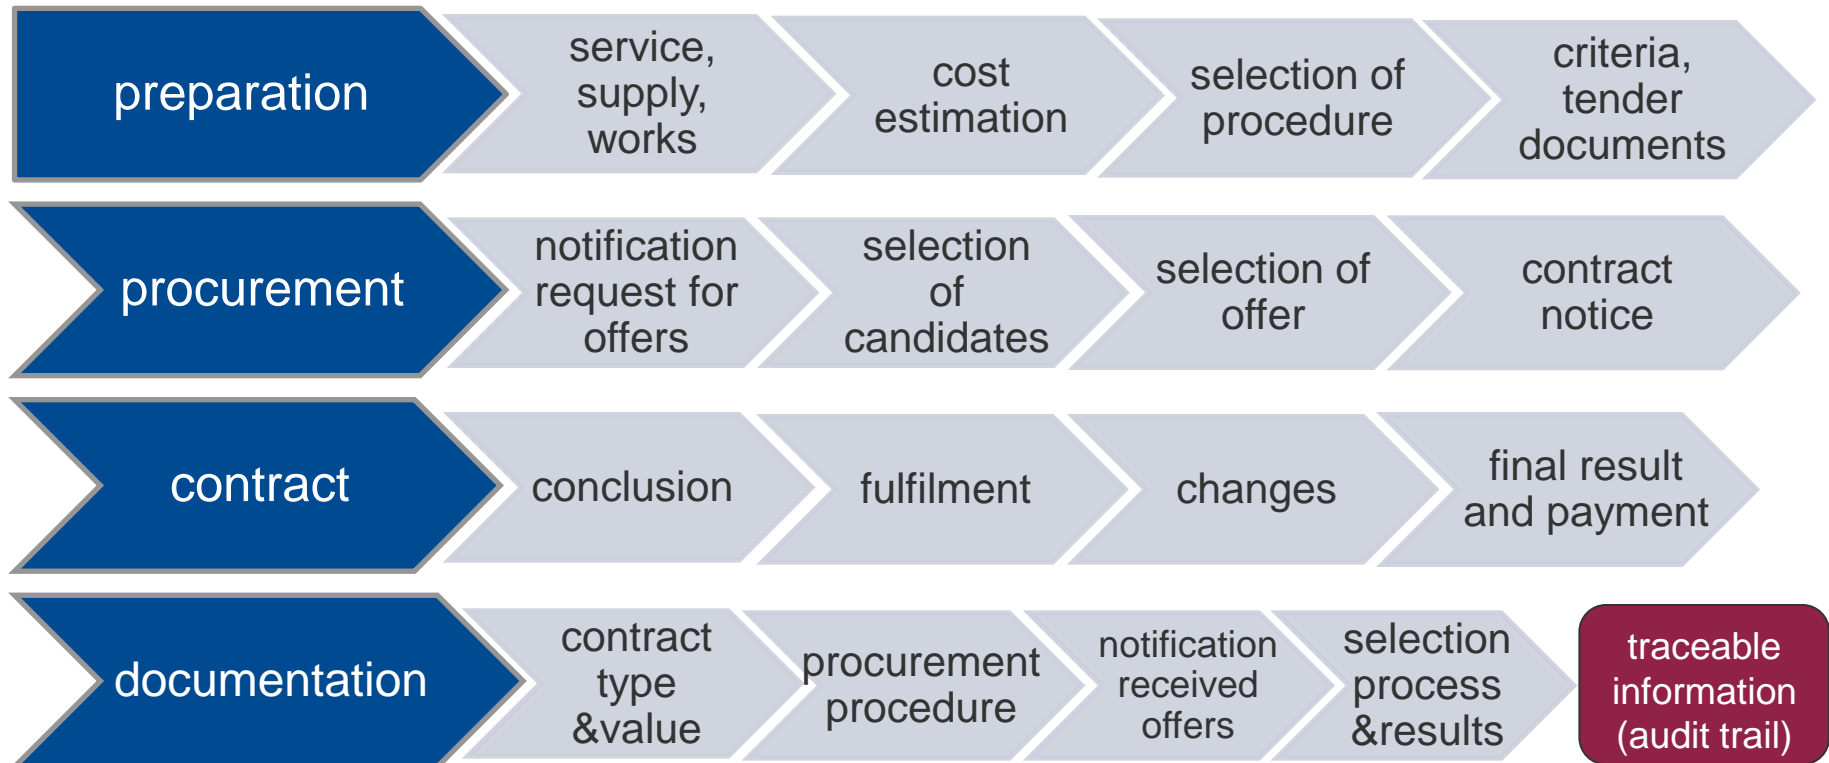 preparation
service,
supply,
works
cost
estimation
selection of
procedure
criteria,
tender
documents
procurement
notification
request for
offers
selection
of
candidates
selection of
offer
contract
notice
contract
conclusion
fulfilment
changes
final result
and payment
documentation
contract
type
&value
procurement
procedure
notification
received
offers
selection
process
&results
traceable
information
(audit trail)